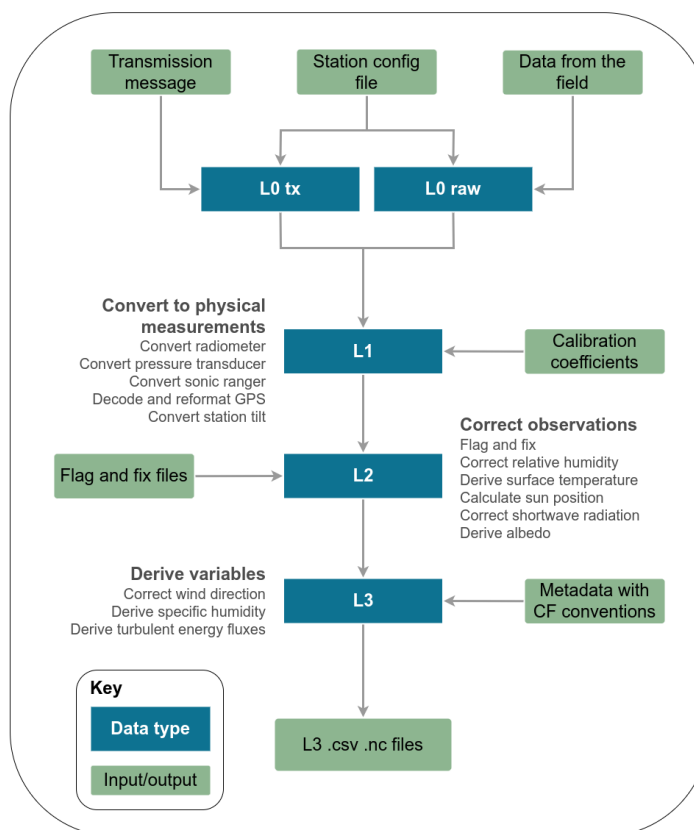 Transmission
message
Station config
file
Data from the
field
L0 tx
L0 raw
Convert to physical
measurements
Convert radiometer
Convert pressure transducer
Convert sonic ranger
Decode and reformat GPS
Convert station tilt
L1
Calibration
coefficients
Flag and fix files
L2
Correct observations
Flag and fix
Correct relative humidity
Derive surface temperature
Calculate sun position
Correct shortwave radiation
Derive albedo
Derive variables
Correct wind direction
Derive specific humidity
Derive turbulent energy fluxes
L3
Metadata with
CF conventions
Key
Data type
Input/output
L3 .csv .nc files